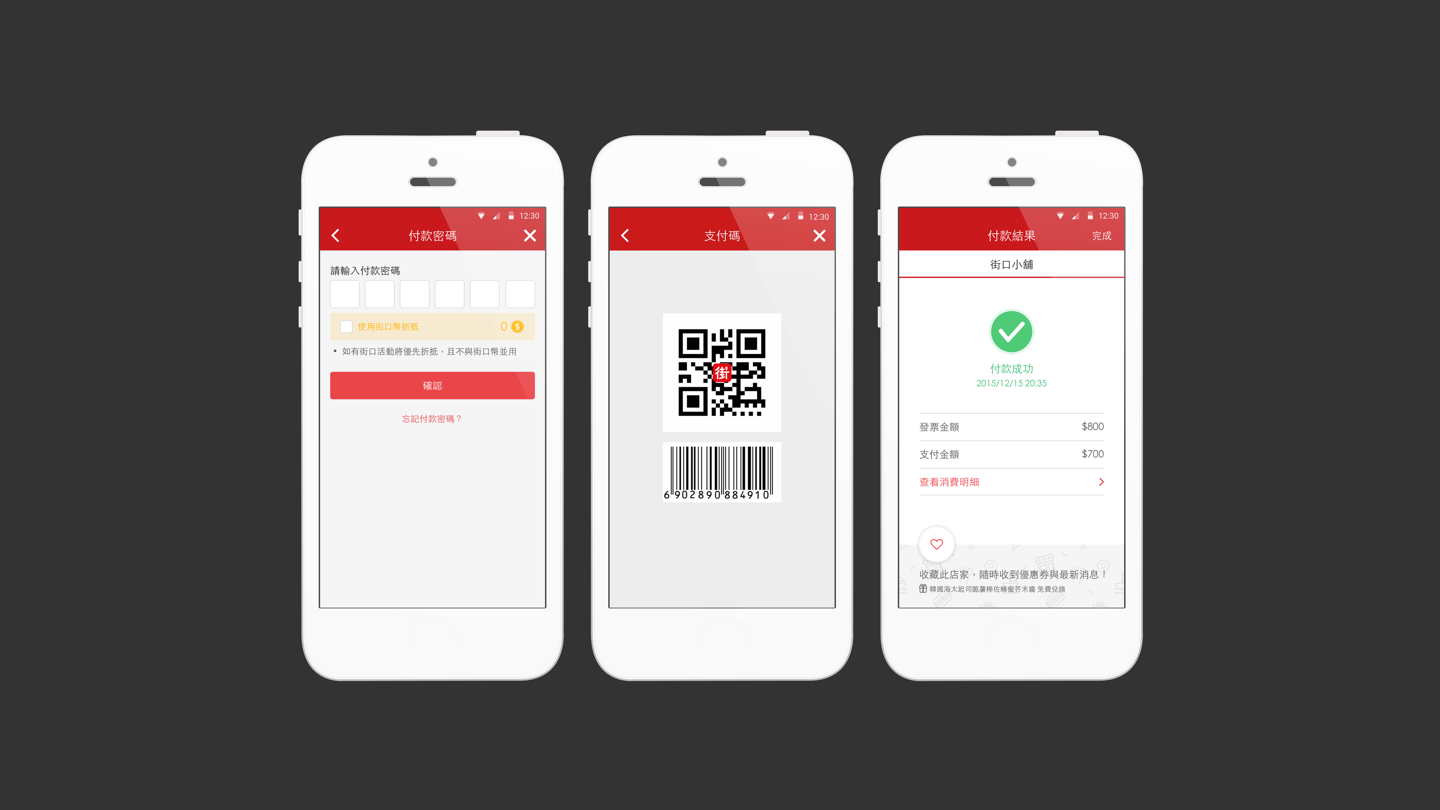 12:30
付款密碼
請輸入付款密碼
使用街口幣折抵 0 $
• 如有街口活動將優先折抵，且不與街口幣並用
確認
忘記付款密碼？
12:30
支付碼
街
6 902890 884910
12:30
付款結果 完成
街口小舖
付款成功
2015/12/15 20:35
發票金額 $800
支付金額 $700
查看消費明細
收藏此店家，隨時收到優惠券與最新消息！
韓國海太起司脆薯棒佐蜂蜜芥末醬 免費兌換